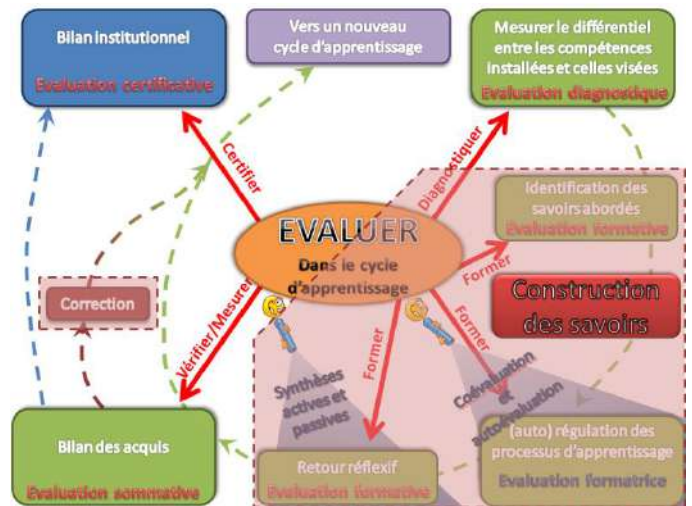 Bilan institutionnel
Evaluation certificative
Vers un nouveau
cycle d'apprentissage
Mesurer le différentiel
entre les compétences
installées et celles visées
Evaluation diagnostique
Certifier
Diagnostiquer
Identification des
savoirs abordés
Evaluation formative
EVALUER
Dans le cycle
d'apprentissage
Former
Correction
Construction
des savoirs
Vérifier/Mesurer
Former
Former
Synthèses
actives et
passives
Coévaluation
et
autoévaluation
Bilan des acquis
Evaluation sommative
Retour réflexif
Evaluation formative
(auto) régulation des
processus d'apprentissage
Evaluation formatrice